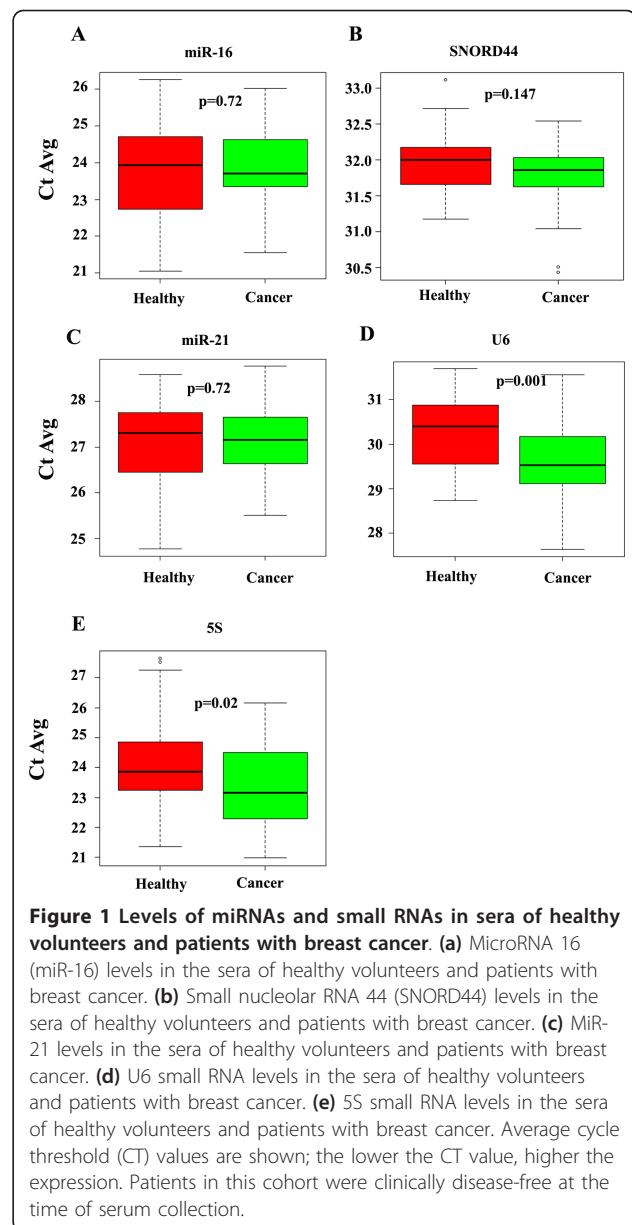 A
miR-16
26
25
24
23
22
21
Ct Avg
p=0.72
Healthy
Cancer
B
SNORD44
33.0
32.5
32.0
31.5
31.0
30.5
p=0.147
Healthy
Cancer
C
miR-21
28
27
26
25
Ct Avg
p=0.72
Healthy
Cancer
D
U6
31
30
29
28
p=0.001
Healthy
Cancer
E
5S
27
26
25
24
23
22
21
Ct Avg
p=0.02
Healthy
Cancer
Figure 1 Levels of miRNAs and small RNAs in sera of healthy
volunteers and patients with breast cancer. (a) MicroRNA 16
(miR-16) levels in the sera of healthy volunteers and patients with
breast cancer. (b) Small nucleolar RNA 44 (SNORD44) levels in the
sera of healthy volunteers and patients with breast cancer. (c) MiR-
21 levels in the sera of healthy volunteers and patients with breast
cancer. (d) U6 small RNA levels in the sera of healthy volunteers
and patients with breast cancer. (e) 5S small RNA levels in the sera
of healthy volunteers and patients with breast cancer. Average cycle
threshold (CT) values are shown; the lower the CT value, higher the
expression. Patients in this cohort were clinically disease-free at the
time of serum collection.